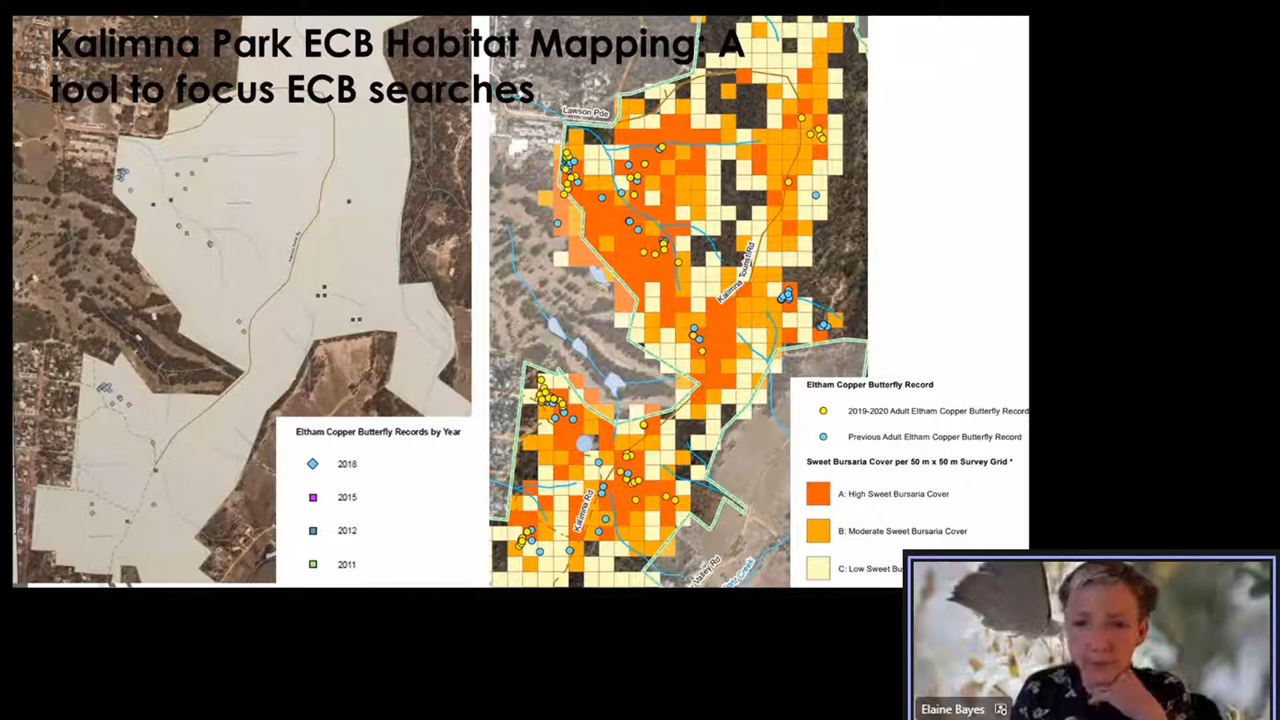 Kalimna Park ECB Habitat Mapping: A
tool to focus ECB searches
Lawson Pde
Kalimna Tourist Rd
Kalimna Rd
Valley Rd
Creek
Eltham Copper Butterfly Records by Year
2018
2015
2012
2011
Eltham Copper Butterfly Record
2019-2020 Adult Eltham Copper Butterfly Record
Previous Adult Eltham Copper Butterfly Record
Sweet Bursaria Cover per 50 m x 50 m Survey Grid *
A: High Sweet Bursaria Cover
B: Moderate Sweet Bursaria Cover
C: Low Sweet Bu
Elaine Bayes